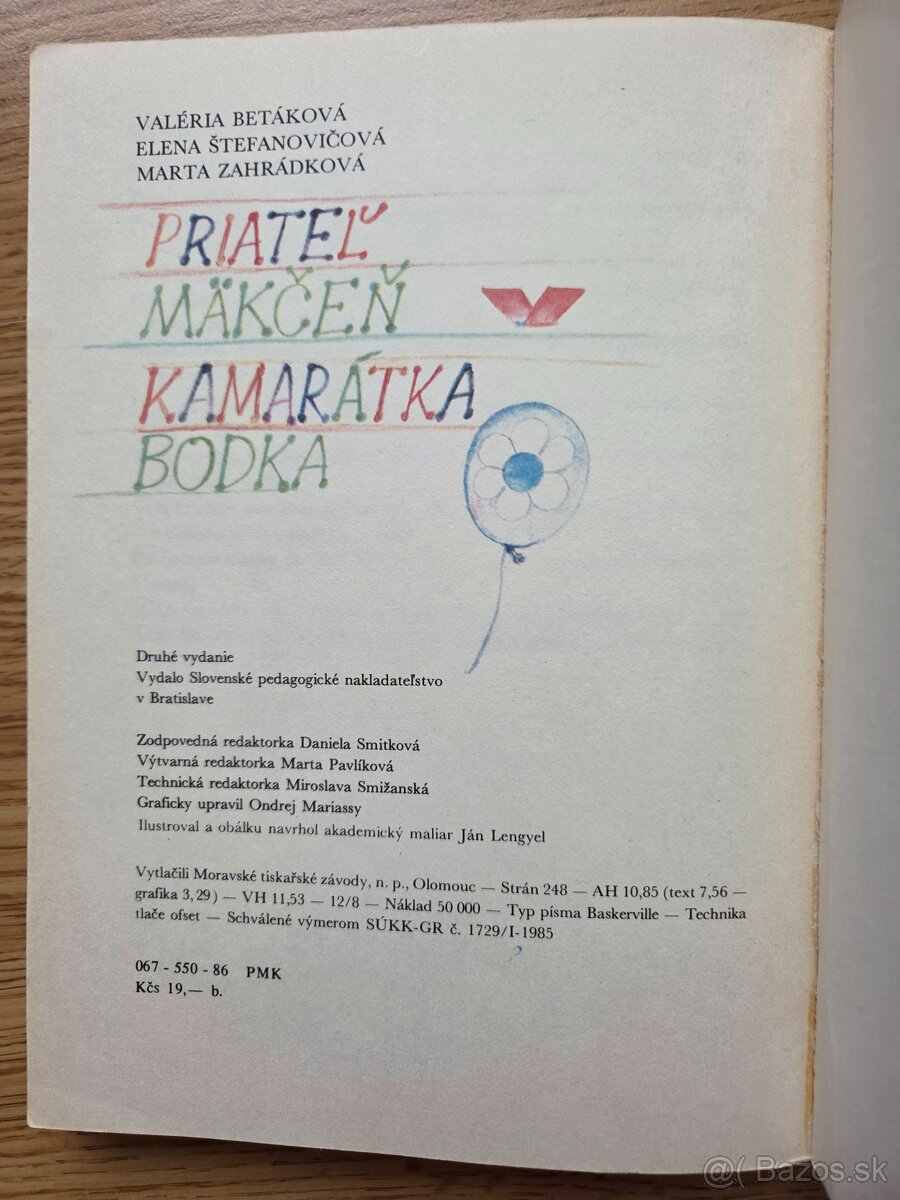 VALÉRIA BETÁKOVÁ
ELENA ŠTEFANOVIČOVÁ
MARTA ZAHRÁDKOVÁ
PRIATEĽ
MÄKČEŇ
KAMARÁTKA
BODKA
Druhé vydanie
Vydalo Slovenské pedagogické nakladateľstvo
v Bratislave
Zodpovedná redaktorka Daniela Smitková
Výtvarná redaktorka Marta Pavlíková
Technická redaktorka Miroslava Smižanská
Graficky upravil Ondrej Mariassy
Ilustroval a obálku navrhol akademický maliar Ján Lengyel
Vytlačili Moravské tiskařské závody, n. p., Olomouc — Strán 248 — AH 10,85 (text 7,56 —
grafika 3,29) — VH 11,53 — 12/8 — Náklad 50 000 — Typ písma Baskerville — Technika
tlače ofset — Schválené výmerom SÚKK-GR č. 1729/I-1985
067 - 550 - 86 PMK
Kčs 19,— b.
@( Bazos.sk